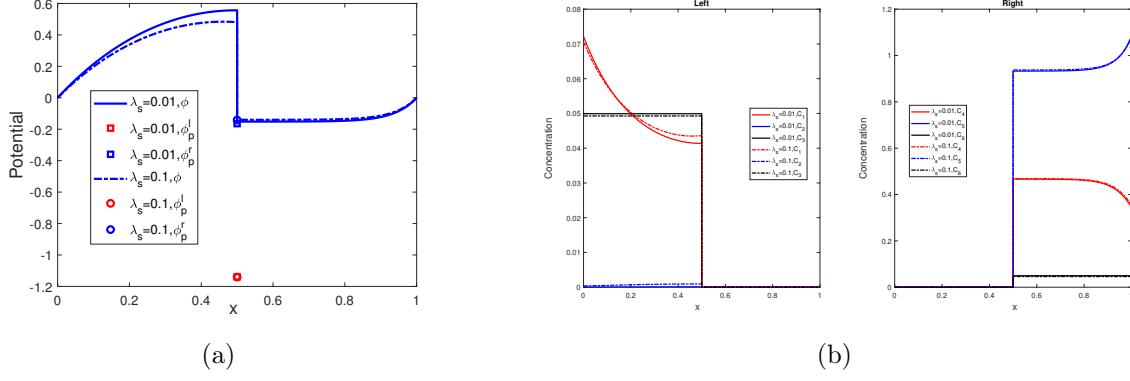 0.6
0.4
0.2
0
-0.2
-0.4
-0.6
-0.8
-1
-1.2
Potential
λs=0.01,ϕ
λs=0.01,ϕp^l
λs=0.01,ϕp^r
λs=0.1,ϕ
λs=0.1,ϕp^l
λs=0.1,ϕp^r
0 0.2 0.4 0.6 0.8 1
x
(a)
Left
0.08
0.07
0.06
0.05
0.04
0.03
0.02
0.01
0
Concentration
λs=0.01,C1
λs=0.01,C2
λs=0.01,C3
λs=0.1,C1
λs=0.1,C2
λs=0.1,C3
0 0.2 0.4 0.6 0.8 1
x
Right
1.2
1
0.8
0.6
0.4
0.2
0
Concentration
λs=0.01,C4
λs=0.01,C5
λs=0.01,C6
λs=0.1,C4
λs=0.1,C5
λs=0.1,C6
0 0.2 0.4 0.6 0.8 1
x
(b)